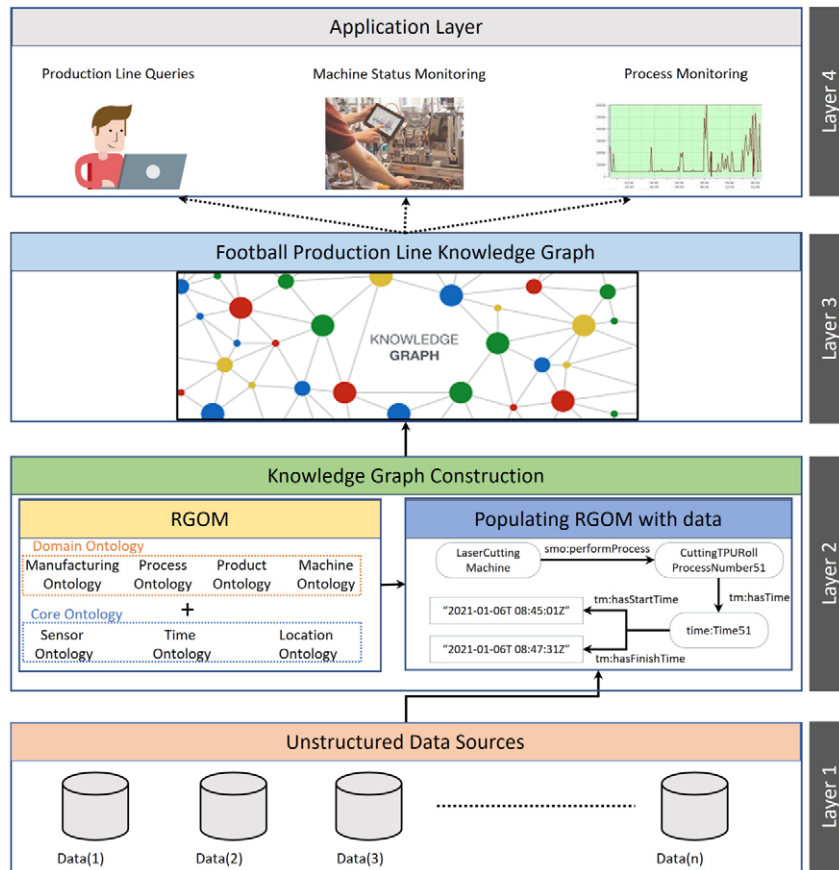 Application Layer
Production Line Queries
Machine Status Monitoring
Process Monitoring
Layer 4
Football Production Line Knowledge Graph
KNOWLEDGE
GRAPH
Layer 3
Knowledge Graph Construction
RGOM
Domain Ontology
Manufacturing
Ontology
Process
Ontology
Product
Ontology
Machine
Ontology
+
Core Ontology
Sensor
Ontology
Time
Ontology
Location
Ontology
Populating RGOM with data
LaserCutting
Machine
smo:performProcess
CuttingTPURoll
ProcessNumber51
tm:hasTime
tm:hasStartTime
"2021-01-06T 08:45:01Z"
time:Time51
"2021-01-06T 08:47:31Z"
tm:hasFinishTime
Layer 2
Unstructured Data Sources
Data(1)
Data(2)
Data(3)
Data(n)
Layer 1